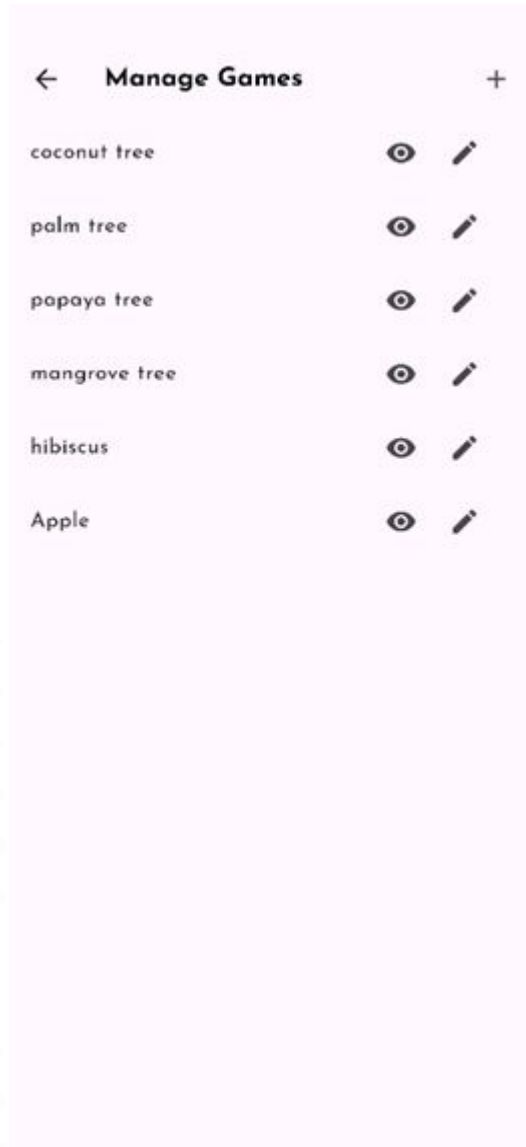 Manage Games
coconut tree
palm tree
papaya tree
mangrove tree
hibiscus
Apple